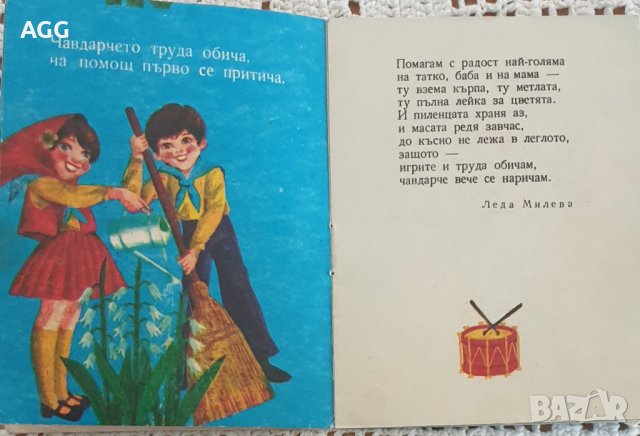 AGG
Чавдарчето труда обича,
на помощ първо се притича.
Помагам с радост най-голяма
на татко, баба и на мама —
ту взема кърпа, ту метлата,
ту пълна лейка за цветята.
И пиленцата храня аз,
и масата редя завчас,
до късно не лежа в леглото,
защото —
игрите и труда обичам,
чавдарче вече се наричам.
Леда Милева
BAZAR